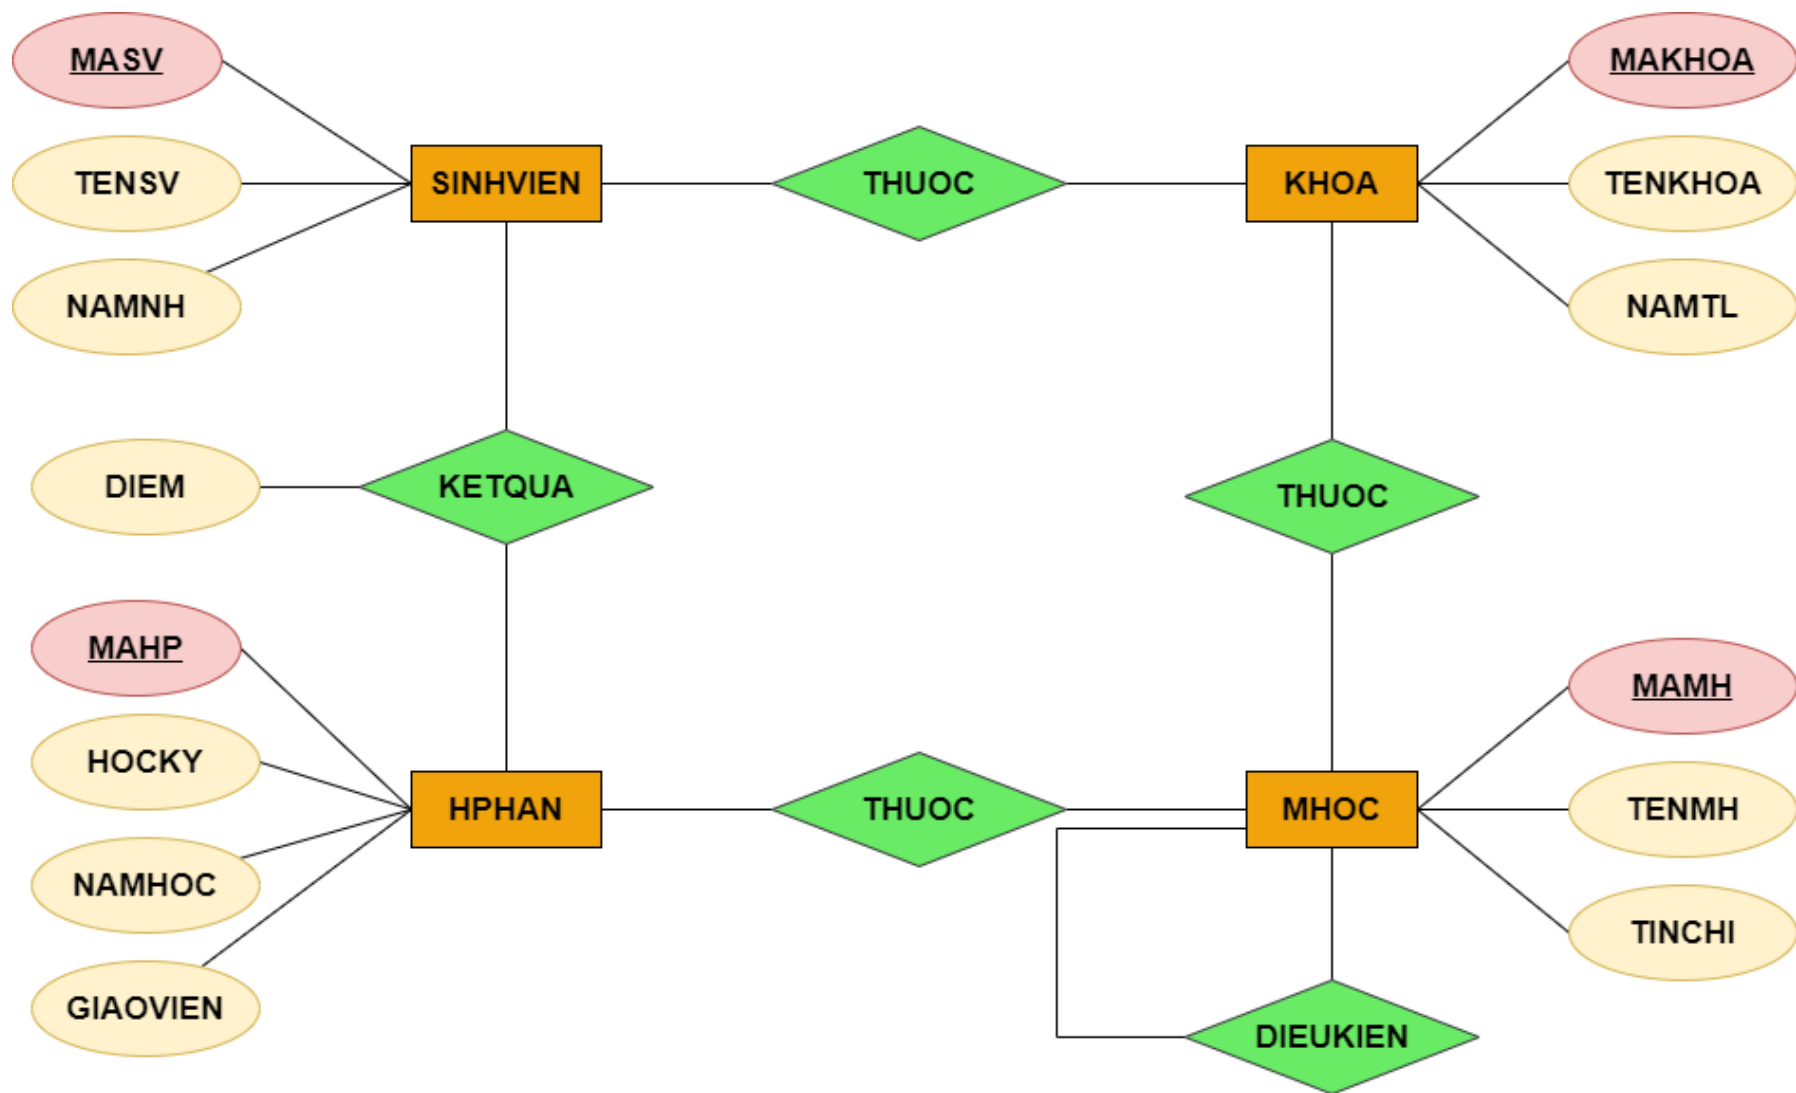 MASV
MAKHOA
TENSV
SINHVIEN
THUOC
KHOA
TENKHOA
NAMNH
NAMTL
DIEM
KETQUA
THUOC
MAHP
MAMH
HOCKY
HPHAN
THUOC
MHOC
TENMH
NAMHOC
TINCHI
GIAOVIEN
DIEUKIEN